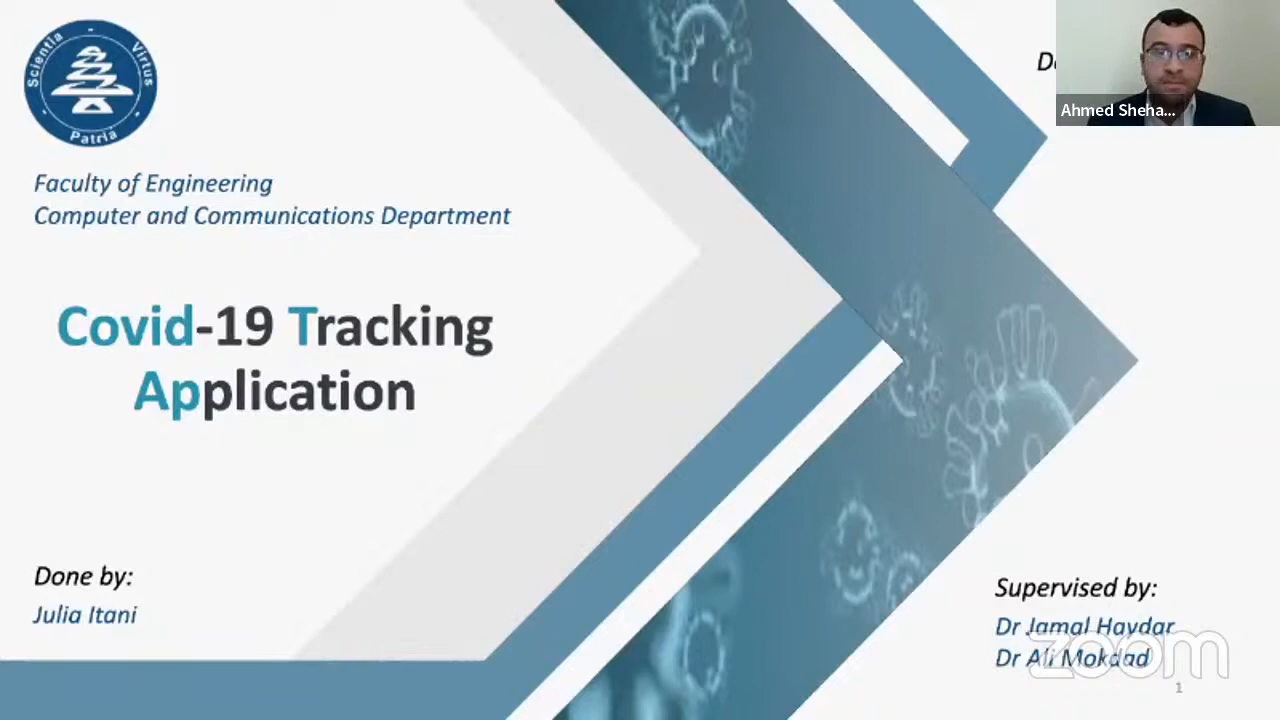 Scientia - Virtus
Patria
Faculty of Engineering
Computer and Communications Department
Covid-19 Tracking
Application
Done by:
Julia Itani
Ahmed Sheha...
Supervised by:
Dr Jamal Haydar
Dr Ali Mokdad
zoom
1